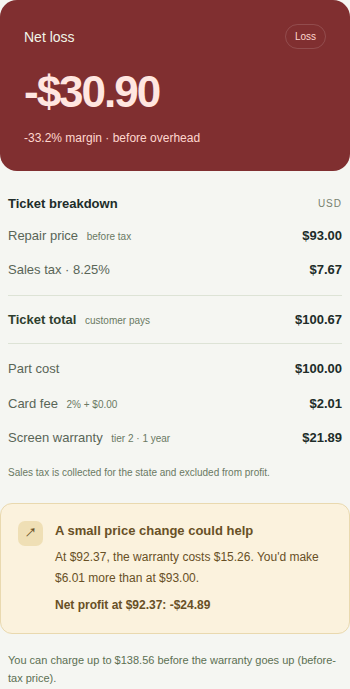 Net loss
Loss
-$30.90
-33.2% margin · before overhead
Ticket breakdown USD
Repair price before tax $93.00
Sales tax · 8.25% $7.67
Ticket total customer pays $100.67
Part cost $100.00
Card fee 2% + $0.00 $2.01
Screen warranty tier 2 · 1 year $21.89
Sales tax is collected for the state and excluded from profit.
A small price change could help
At $92.37, the warranty costs $15.26. You'd make
$6.01 more than at $93.00.
Net profit at $92.37: -$24.89
You can charge up to $138.56 before the warranty goes up (before-
tax price).